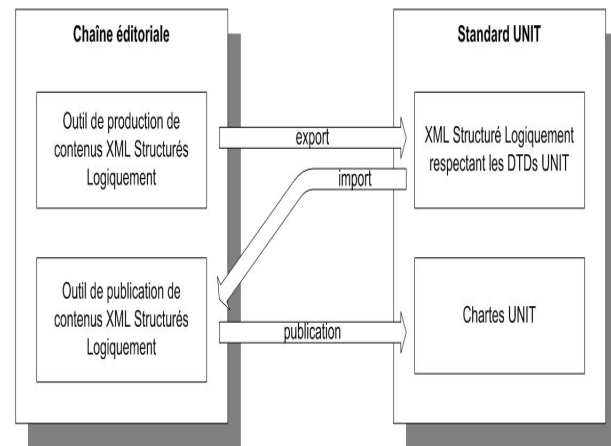 Chaîne éditoriale
Standard UNIT
Outil de production de
contenus XML Structurés
Logiquement
export
XML Structuré Logiquement
respectant les DTDs UNIT
import
Outil de publication de
contenus XML Structurés
Logiquement
publication
Chartes UNIT